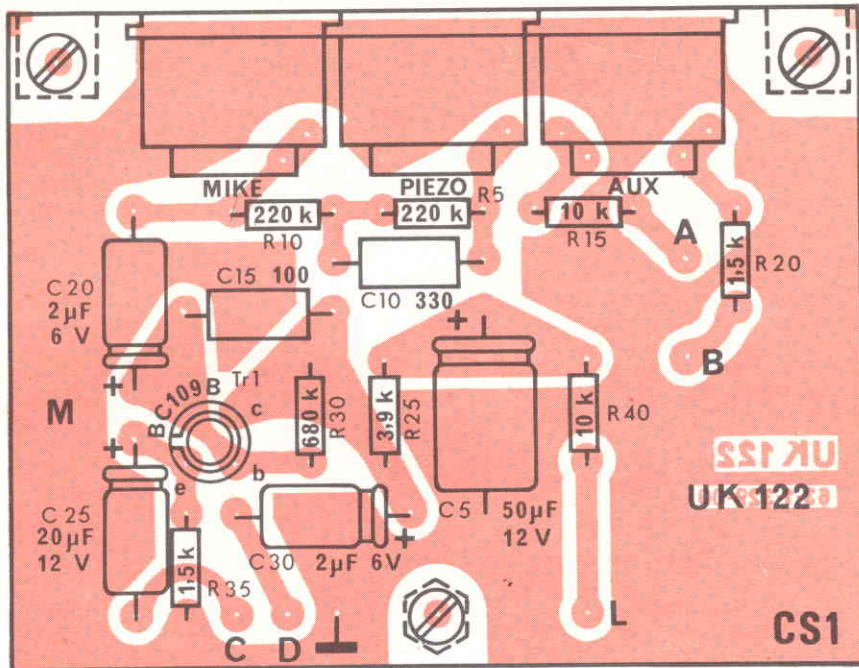 MIKE PIEZO R5 AUX
220 k 220 k 10 k
R10 R15
A
1,5 k R20
C20
2µF
6 V
C15 100
C10 330
B
M
BC109 B Tr1
c
b
e
680 k R30
3,9 k R25
10 k R40
C5 50µF
12 V
UK 122
UK 122
C 25
20µF
12 V
1,5 k R35
C30 2µF 6V
C D L
CS1